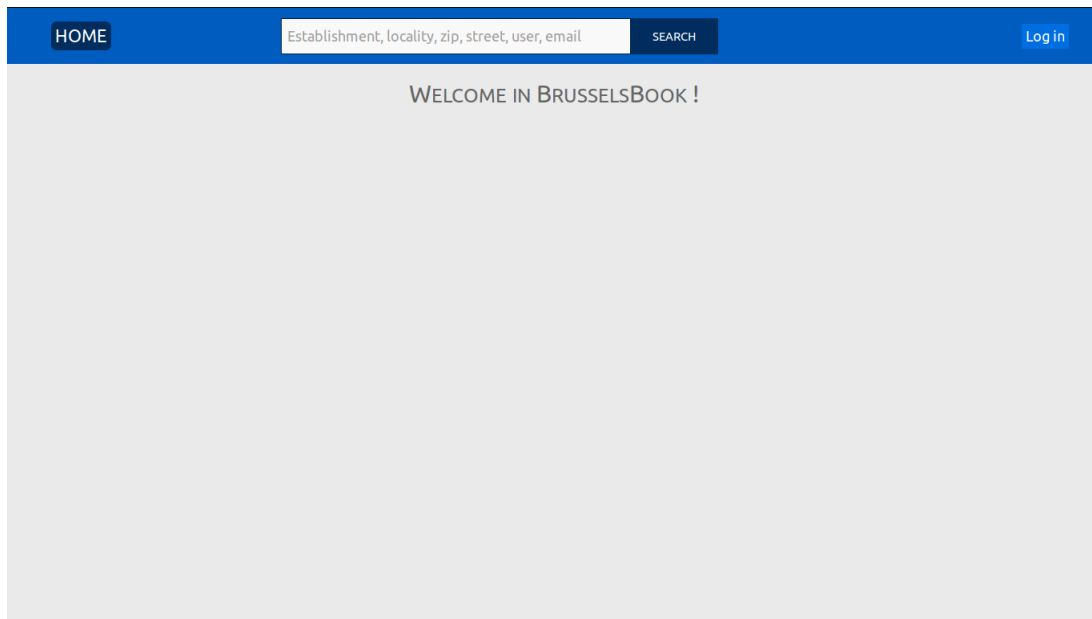 HOME
Establishment, locality, zip, street, user, email
SEARCH
Log in
WELCOME IN BRUSSELSBOOK !